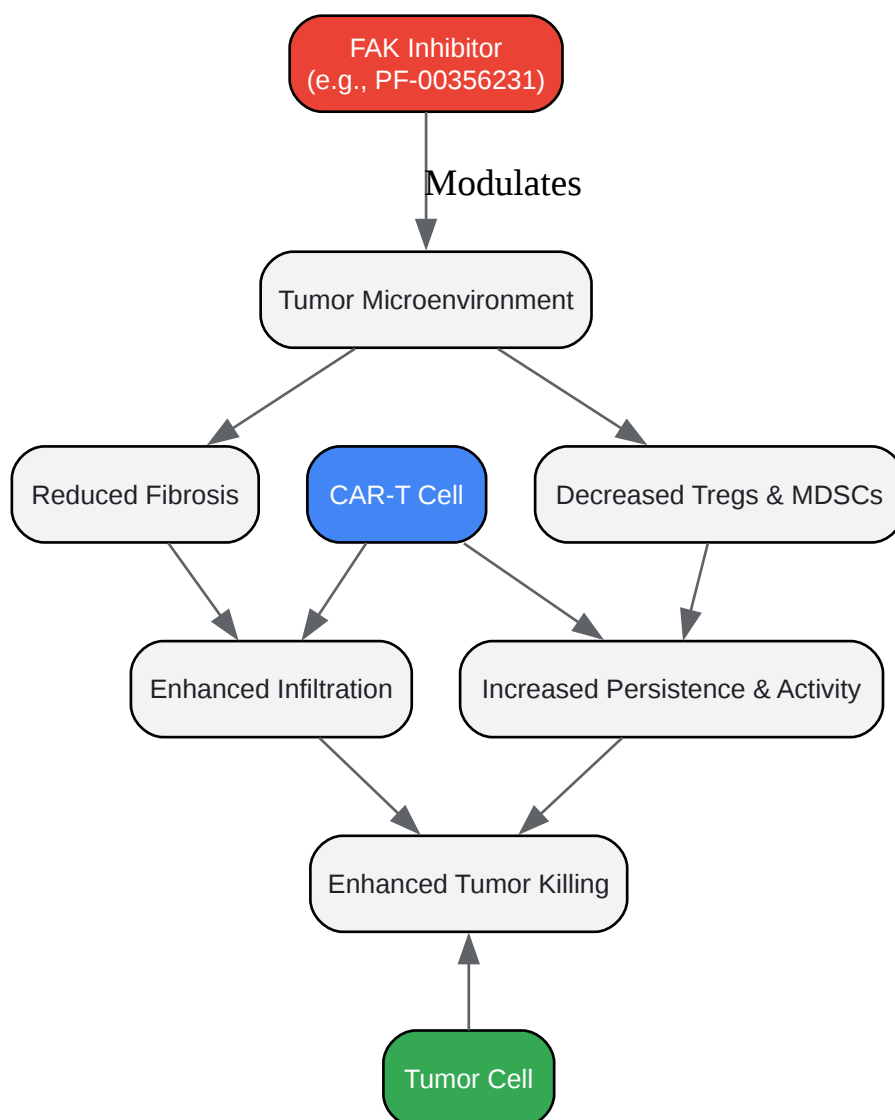 FAK Inhibitor
(e.g., PF-00356231)
Modulates
Tumor Microenvironment
Reduced Fibrosis
CAR-T Cell
Decreased Tregs & MDSCs
Enhanced Infiltration
Increased Persistence & Activity
Enhanced Tumor Killing
Tumor Cell